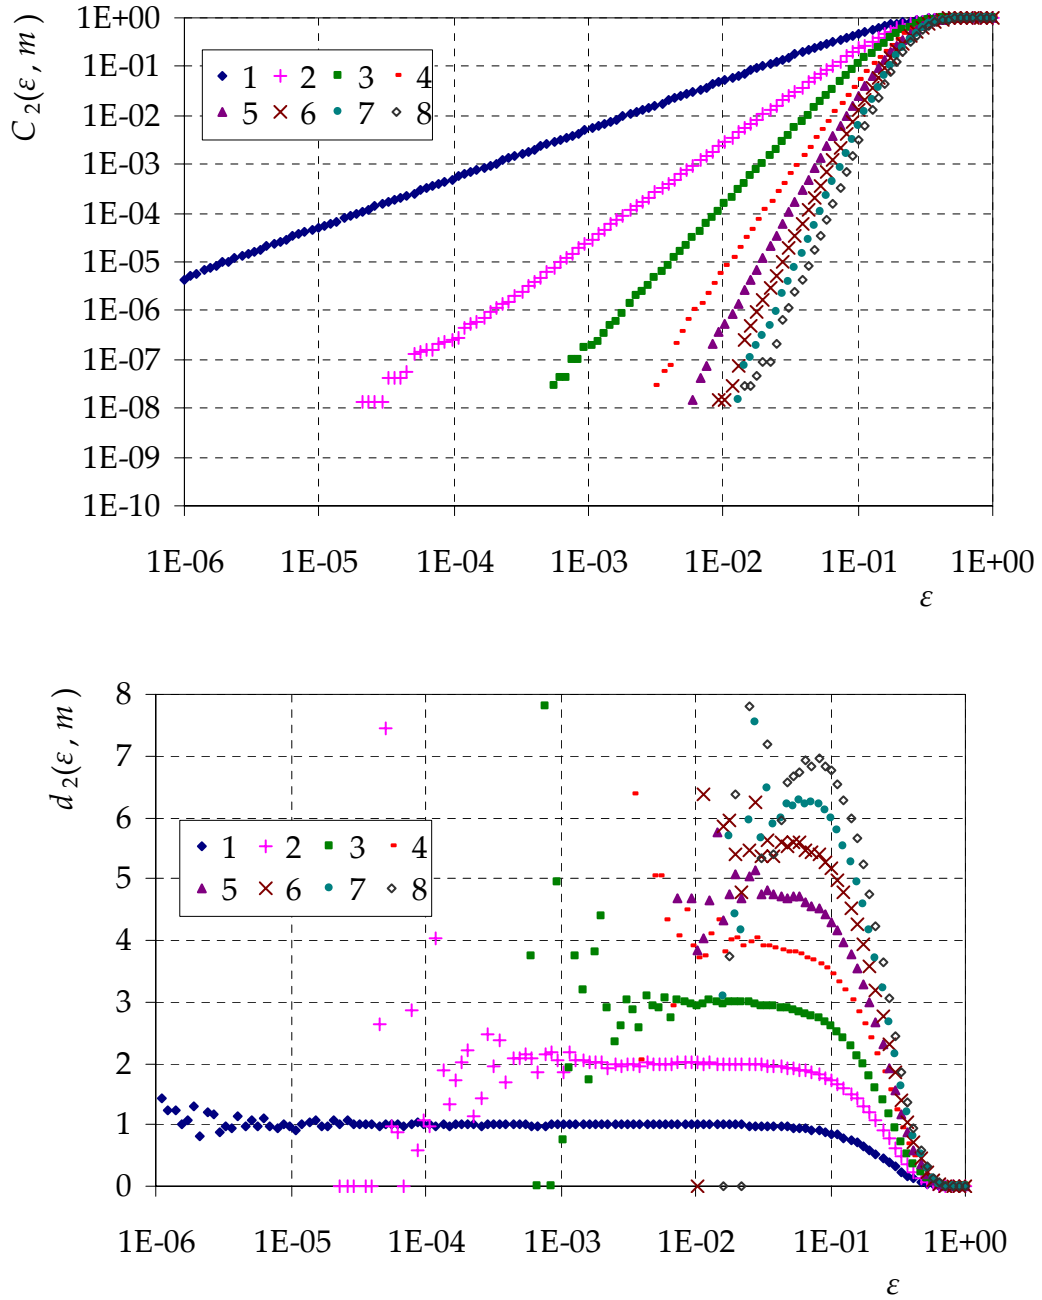 C₂(ε, m)
1E+00
1E-01
1E-02
1E-03
1E-04
1E-05
1E-06
1E-07
1E-08
1E-09
1E-10
1 2 3 4
5 6 7 8
1E-06 1E-05 1E-04 1E-03 1E-02 1E-01 1E+00
ε
d₂(ε, m)
8
7
6
5
4
3
2
1
0
1 2 3 4
5 6 7 8
1E-06 1E-05 1E-04 1E-03 1E-02 1E-01 1E+00
ε